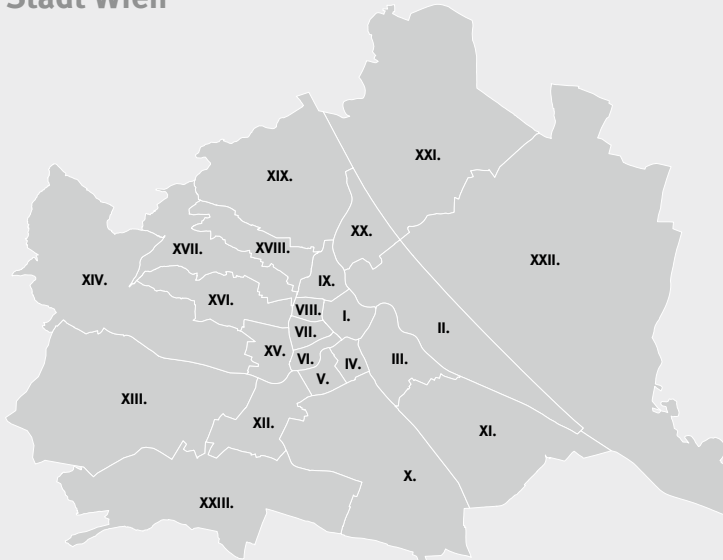 Stadt Wien
XXI.
XIX.
XX.
XVII.
XVIII.
XXII.
XIV.
IX.
XVI.
VIII.
I.
II.
VII.
XV.
VI.
IV.
III.
V.
XIII.
XII.
XI.
X.
XXIII.